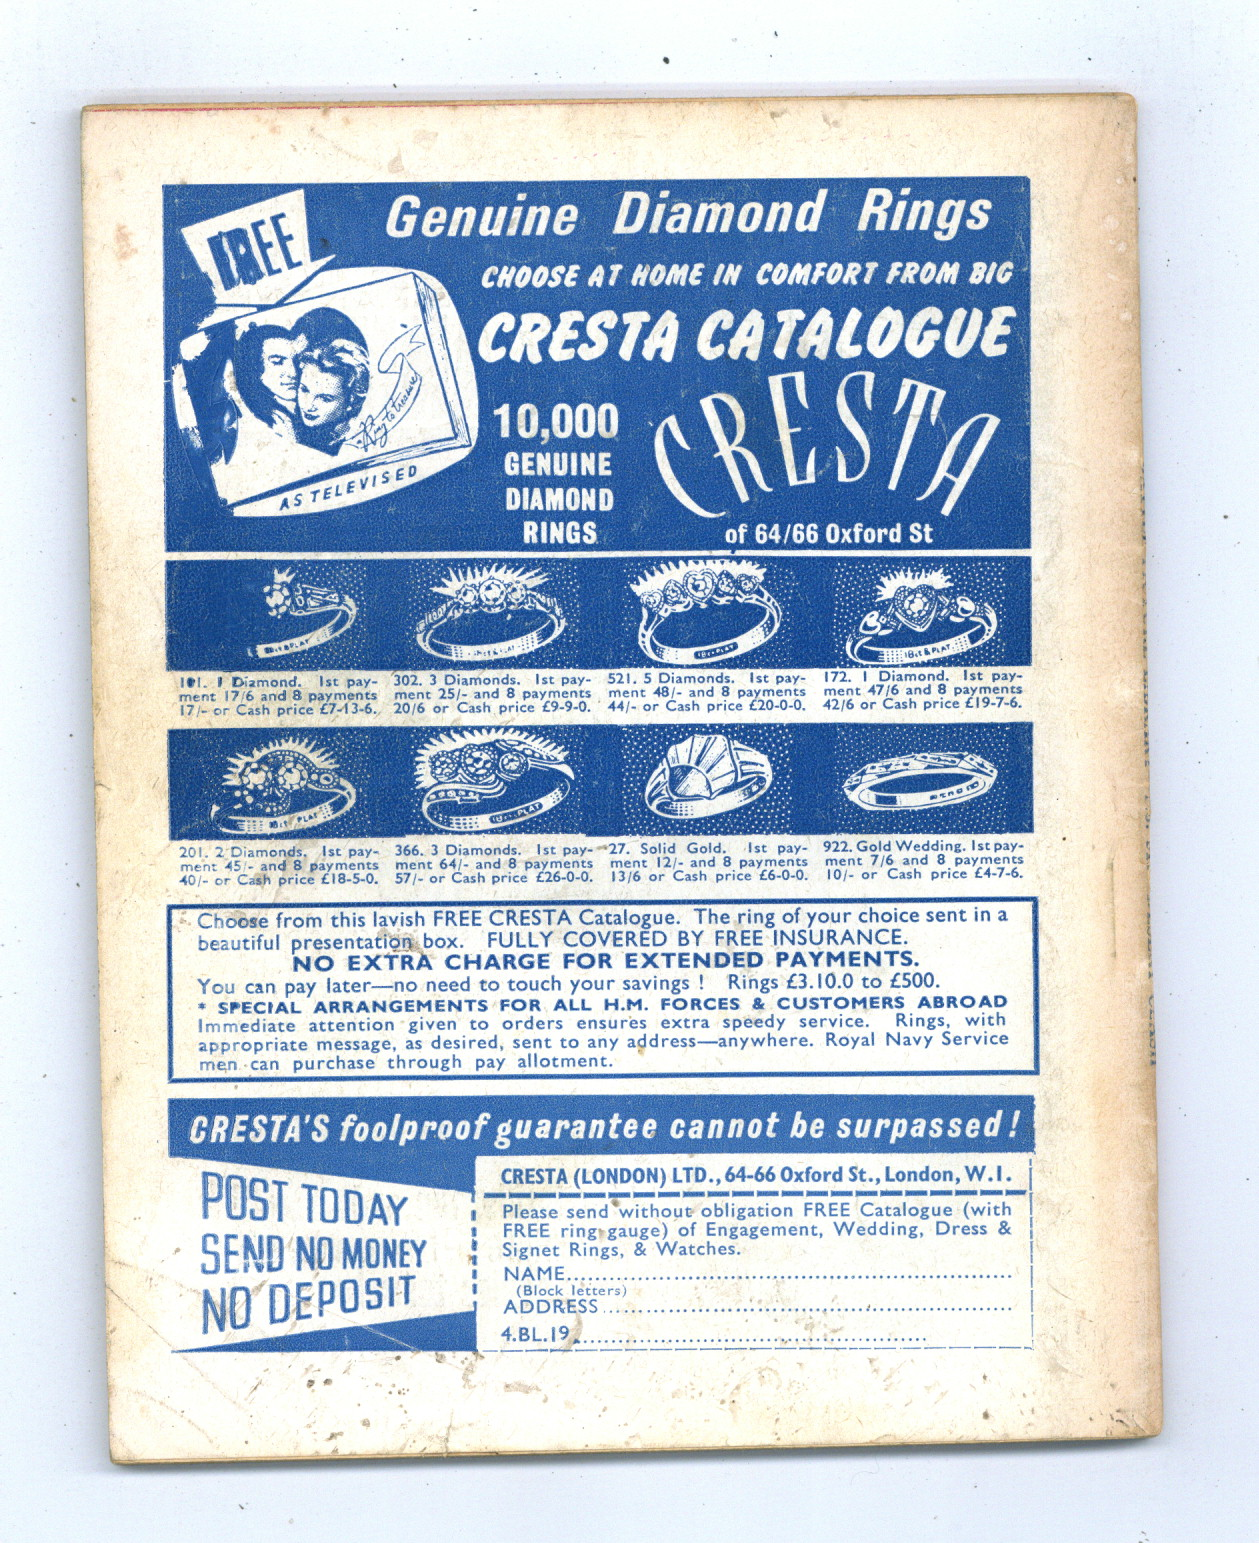 FREE
Genuine Diamond Rings
CHOOSE AT HOME IN COMFORT FROM BIG
CRESTA CATALOGUE
Ring to treasure
AS TELEVISED
10,000
GENUINE
DIAMOND
RINGS
CRESTA
of 64/66 Oxford St
18ct & PLAT
18ct & PLAT
18ct PLAT
18ct & PLAT
101. 1 Diamond. 1st pay-
ment 17/6 and 8 payments
17/- or Cash price £7-13-6.
302. 3 Diamonds. 1st pay-
ment 25/- and 8 payments
20/6 or Cash price £9-9-0.
521. 5 Diamonds. 1st pay-
ment 48/- and 8 payments
44/- or Cash price £20-0-0.
172. 1 Diamond. 1st pay-
ment 47/6 and 8 payments
42/6 or Cash price £19-7-6.
18ct PLAT
18ct PLAT
201. 2 Diamonds. 1st pay-
ment 45/- and 8 payments
40/- or Cash price £18-5-0.
366. 3 Diamonds. 1st pay-
ment 64/- and 8 payments
57/- or Cash price £26-0-0.
27. Solid Gold. 1st pay-
ment 12/- and 8 payments
13/6 or Cash price £6-0-0.
922. Gold Wedding. 1st pay-
ment 7/6 and 8 payments
10/- or Cash price £4-7-6.
Choose from this lavish FREE CRESTA Catalogue. The ring of your choice sent in a
beautiful presentation box. FULLY COVERED BY FREE INSURANCE.
NO EXTRA CHARGE FOR EXTENDED PAYMENTS.
You can pay later—no need to touch your savings ! Rings £3.10.0 to £500.
* SPECIAL ARRANGEMENTS FOR ALL H.M. FORCES & CUSTOMERS ABROAD
Immediate attention given to orders ensures extra speedy service. Rings, with
appropriate message, as desired, sent to any address—anywhere. Royal Navy Service
men can purchase through pay allotment.
CRESTA'S foolproof guarantee cannot be surpassed !
POST TODAY
SEND NO MONEY
NO DEPOSIT
CRESTA (LONDON) LTD., 64-66 Oxford St., London, W.I.
Please send without obligation FREE Catalogue (with
FREE ring gauge) of Engagement, Wedding, Dress &
Signet Rings, & Watches.
NAME
(Block letters)
ADDRESS
4.BL.19